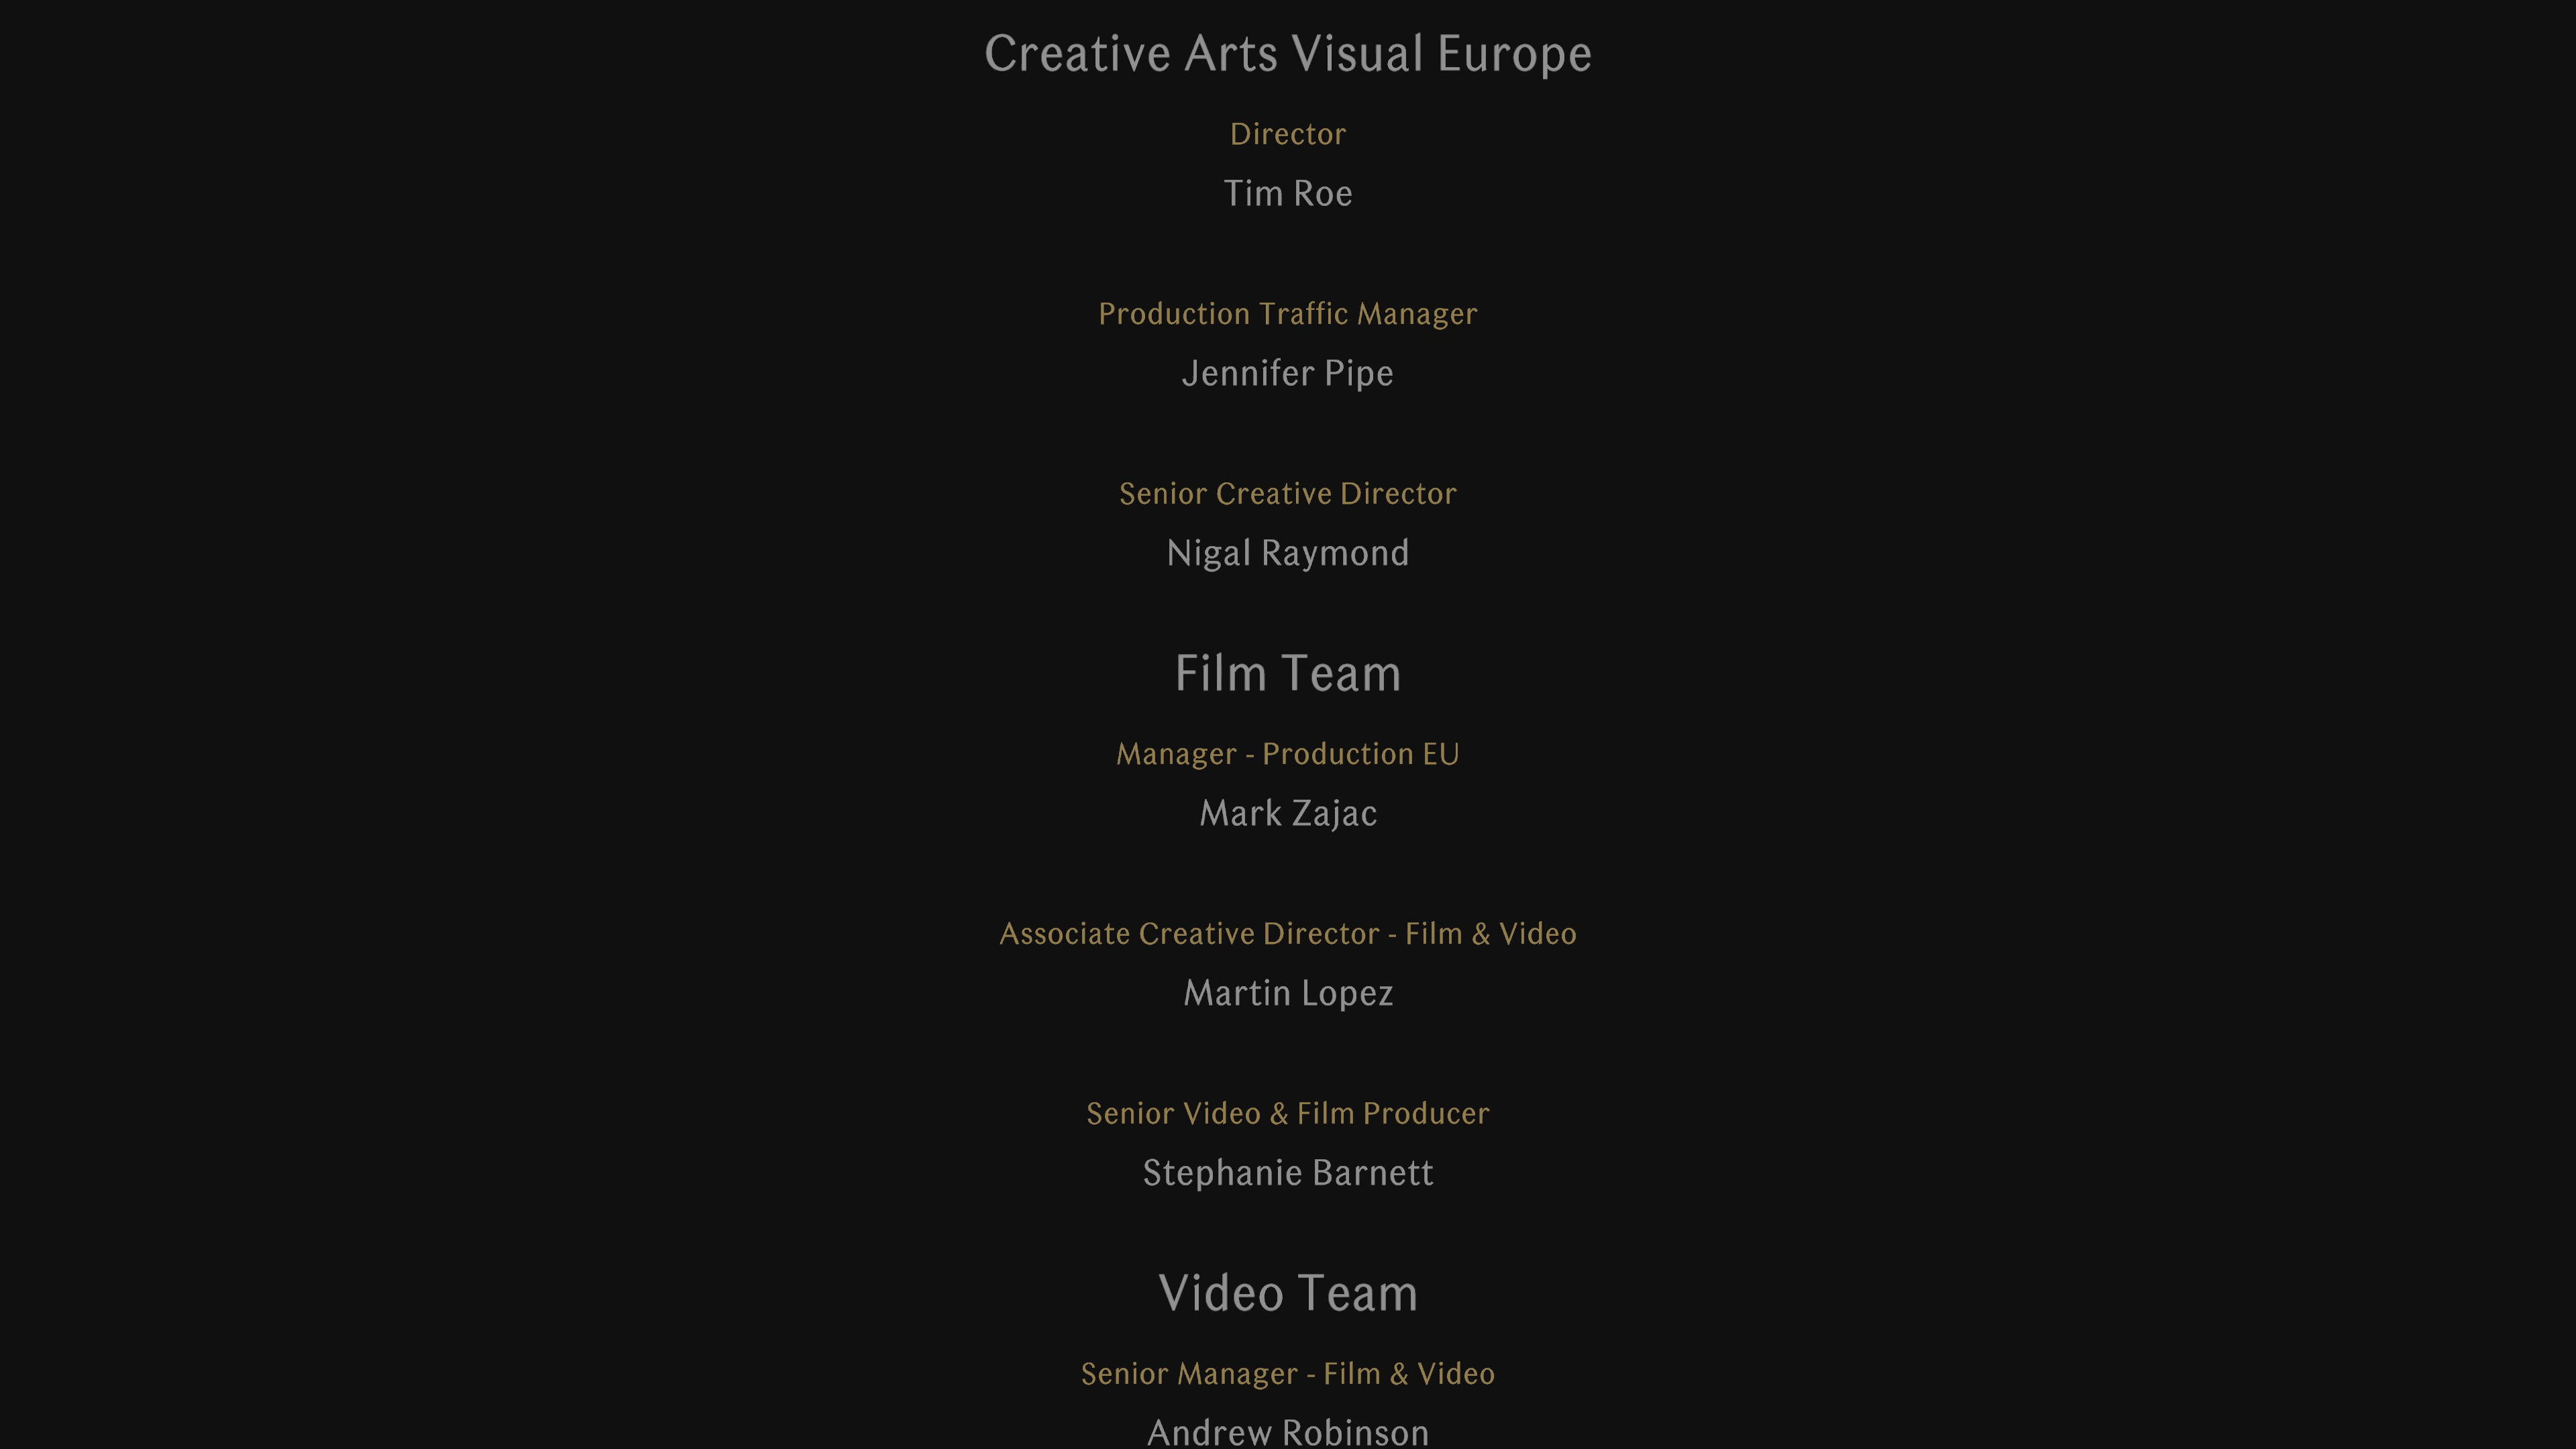 Creative Arts Visual Europe
Director
Tim Roe
Production Traffic Manager
Jennifer Pipe
Senior Creative Director
Nigal Raymond
Film Team
Manager - Production EU
Mark Zajac
Associate Creative Director - Film & Video
Martin Lopez
Senior Video & Film Producer
Stephanie Barnett
Video Team
Senior Manager - Film & Video
Andrew Robinson